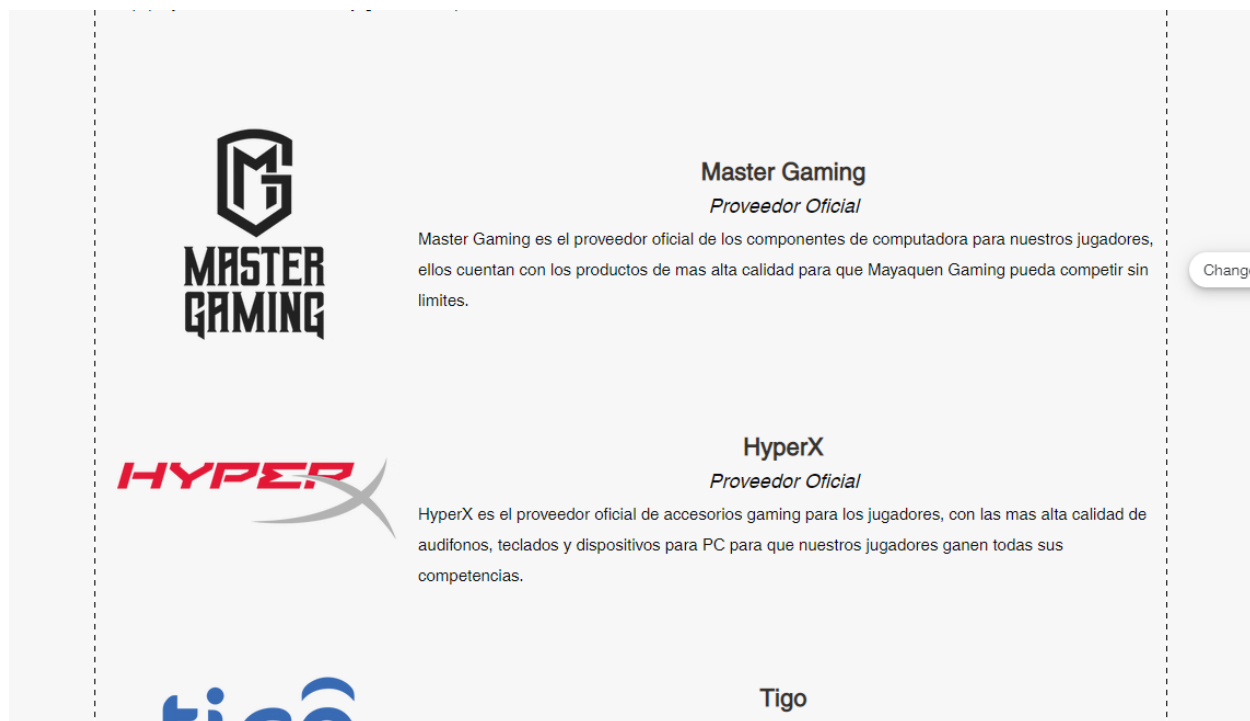 MASTER
GAMING
Master Gaming
Proveedor Oficial
Master Gaming es el proveedor oficial de los componentes de computadora para nuestros jugadores,
ellos cuentan con los productos de mas alta calidad para que Mayaquen Gaming pueda competir sin
limites.
Chang
HYPERX
HyperX
Proveedor Oficial
HyperX es el proveedor oficial de accesorios gaming para los jugadores, con las mas alta calidad de
audifonos, teclados y dispositivos para PC para que nuestros jugadores ganen todas sus
competencias.
tigo
Tigo